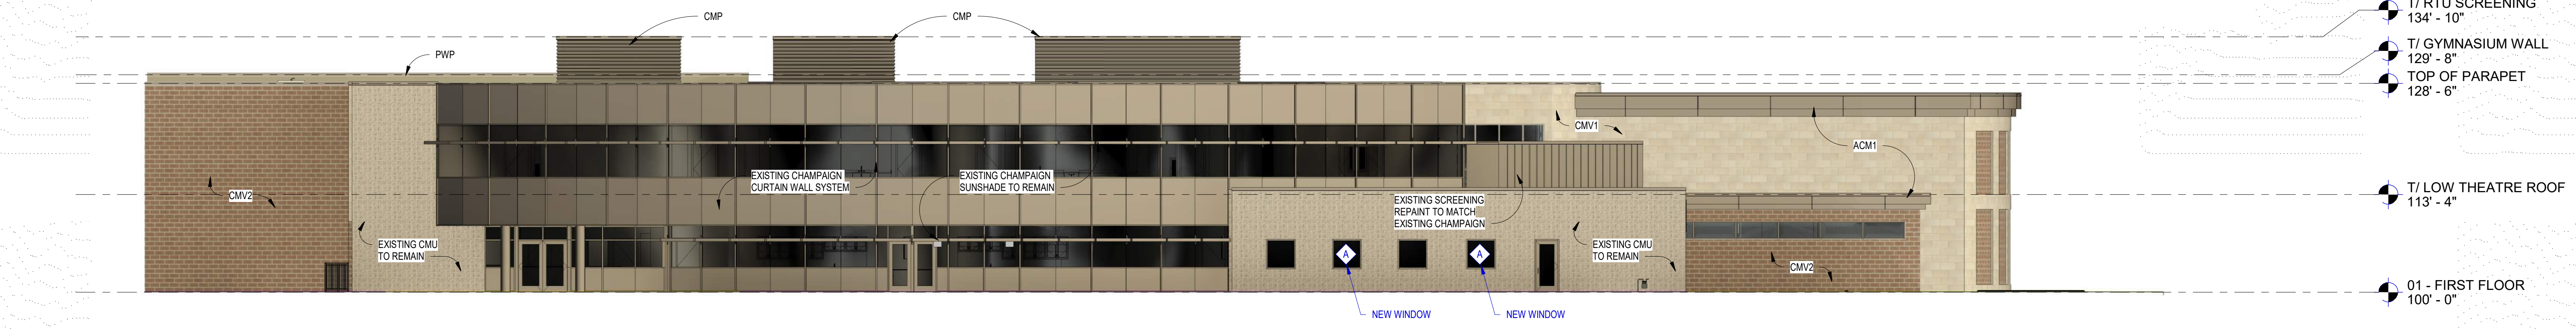 CMP
CMP
PWP
T/ RTU SCREENING
134' - 10"
T/ GYMNASIUM WALL
129' - 8"
TOP OF PARAPET
128' - 6"
CMV1
ACM1
EXISTING CHAMPAIGN
CURTAIN WALL SYSTEM
EXISTING CHAMPAIGN
SUNSHADE TO REMAIN
CMV2
T/ LOW THEATRE ROOF
113' - 4"
EXISTING SCREENING
REPAINT TO MATCH
EXISTING CHAMPAIGN
EXISTING CMU
TO REMAIN
EXISTING CMU
TO REMAIN
A
A
CMV2
01 - FIRST FLOOR
100' - 0"
NEW WINDOW
NEW WINDOW